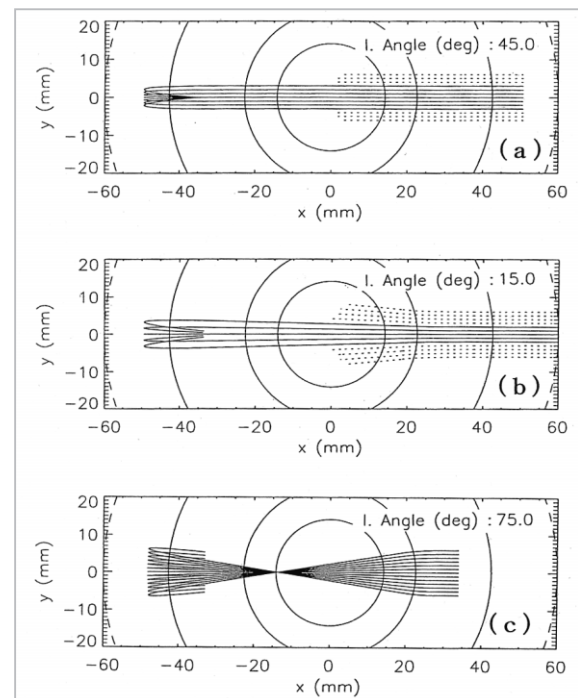 20
I. Angle (deg) : 45.0
10
y (mm)
0
−10
(a)
−20
−60 −40 −20 0 20 40 60
x (mm)
20
I. Angle (deg) : 15.0
10
y (mm)
0
−10
(b)
−20
−60 −40 −20 0 20 40 60
x (mm)
20
I. Angle (deg) : 75.0
10
y (mm)
0
−10
(c)
−20
−60 −40 −20 0 20 40 60
x (mm)